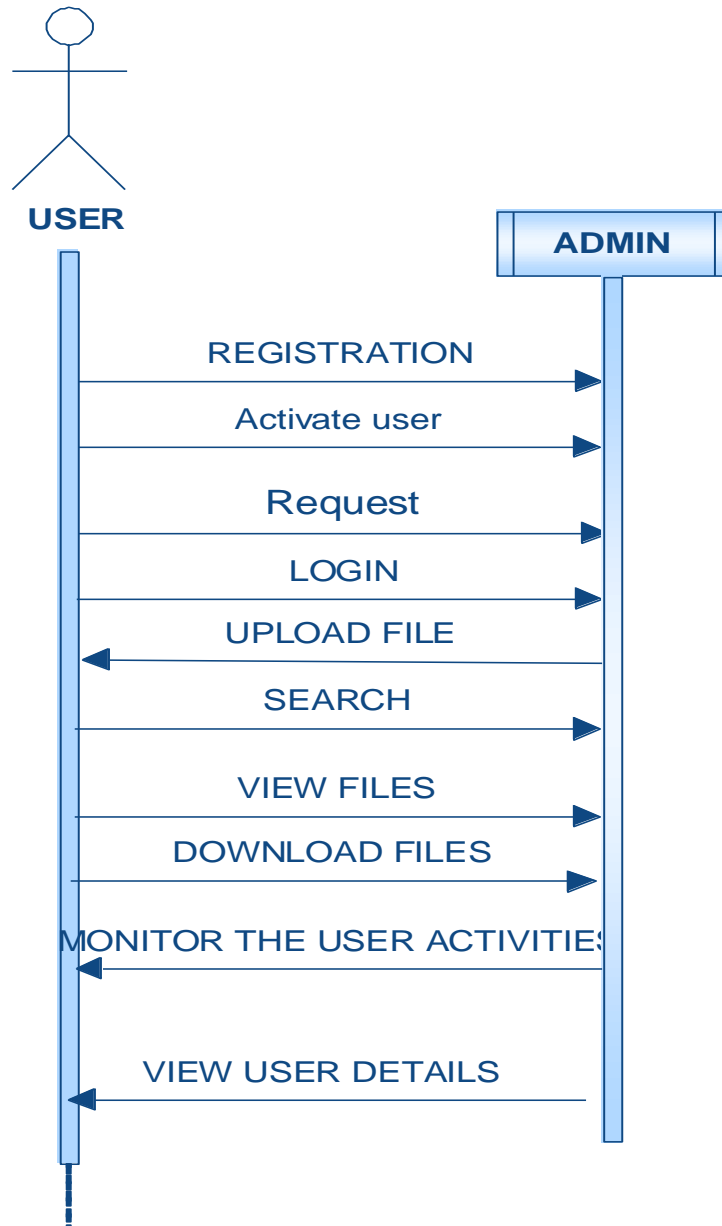 USER
ADMIN
REGISTRATION
Activate user
Request
LOGIN
UPLOAD FILE
SEARCH
VIEW FILES
DOWNLOAD FILES
MONITOR THE USER ACTIVITIES
VIEW USER DETAILS